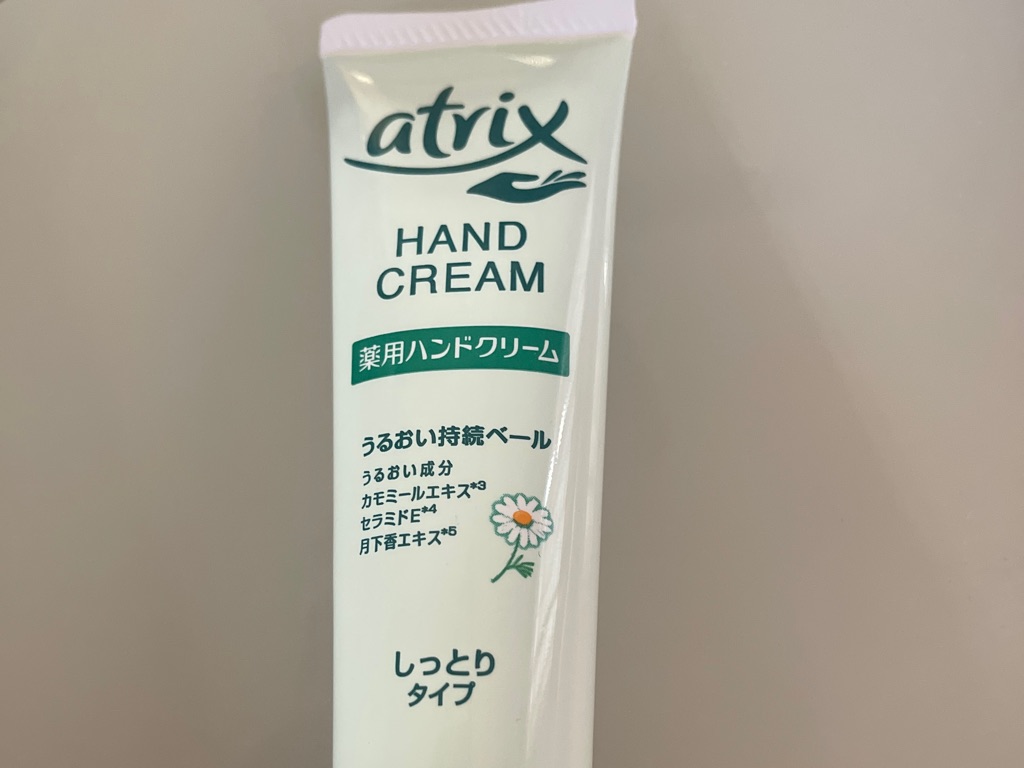 atrix
HAND
CREAM
薬用ハンドクリーム
うるおい持続ベール
うるおい成分
カモミールエキス*3
セラミドE*4
月下香エキス*5
しっとり
タイプ